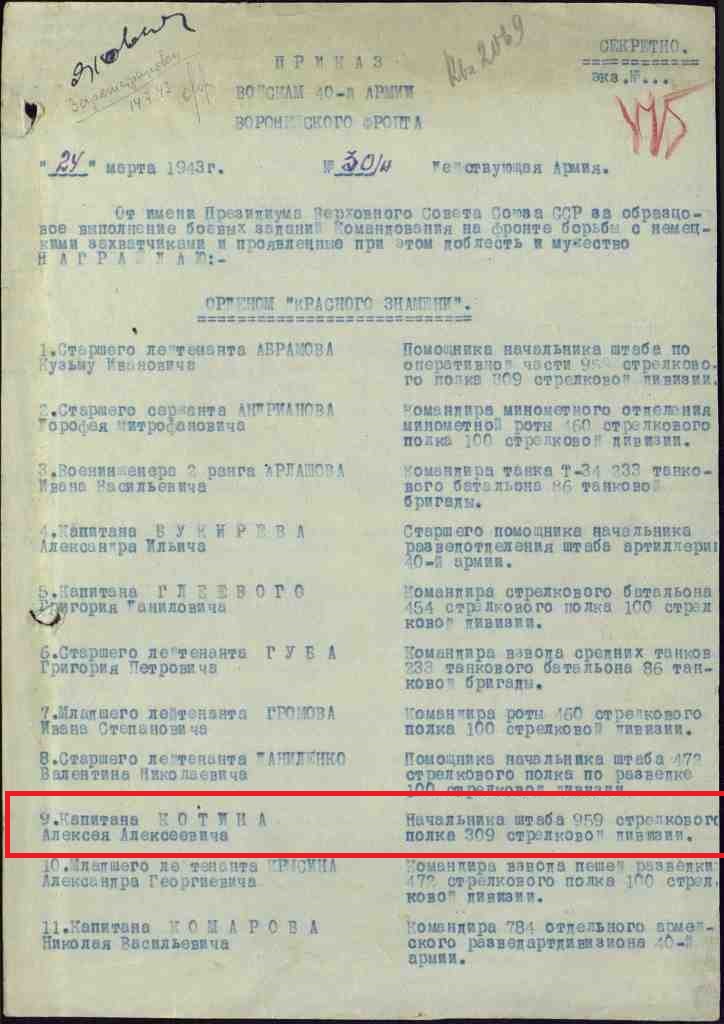 Зарегистрирован
2039
СЕКРЕТНО.
экз.№...
ПРИКАЗ
ВОЙСКАМ 40-й АРМИИ
ВОРОНЕЖСКОГО ФРОНТА
"24" марта 1943г. № 30/н Действующая Армия.
От имени Президиума Верховного Совета Союза ССР за образцо-
вое выполнение боевых заданий Командования на фронте борьбы с немец-
кими захватчиками и проявленные при этом доблесть и мужество
НАГРАЖДАЮ:-
ОРДЕНОМ "КРАСНОГО ЗНАМЕНИ".
1.Старшего лейтенанта АБРАМОВА Помощника начальника штаба по
Кузьму Ивановича оперативной части 959 стрелково-
го полка 309 стрелковой дивизии.
2.Старшего сержанта АНДРИАНОВА Командира минометного отделения
Дорофея Митрофановича минометной роты 460 стрелкового
полка 100 стрелковой дивизии.
3.Военинженера 2 ранга АРЛАШОВА Командира танка Т-34 233 танко-
Ивана Васильевича вого батальона 86 танковой
бригады.
4.Капитана БУКИРЕВА Старшего помощника начальника
Александра Ильича разведотделения штаба артиллерии
40-й армии.
5.Капитана ГЛЕЕВОГО Командира стрелкового батальона
Григория Даниловича 454 стрелкового полка 100 стрел
ковой дивизии.
6.Старшего лейтенанта ГУБА Командира взвода средних танков
Григория Петровича 233 танкового батальона 86 тан-
ковой бригады.
7.Младшего лейтенанта ГРОМОВА Командира роты 460 стрелкового
Ивана Степановича полка 100 стрелковой дивизии.
8.Старшего лейтенанта ДАНИЛЕНКО Помощника начальника штаба 472
Валентина Николаевича стрелкового полка по разведке
100 стрелковой дивизии
9.Капитана КОТИНА Начальника штаба 959 стрелкового
Алексея Алексеевича полка 309 стрелковой дивизии.
10.Младшего лейтенанта КРЫСИНА Командира взвода пешей разведки
Александра Георгиевича 472 стрелкового полка 100 стрел
ковой дивизии.
11.Капитана КОМАРОВА Командира 784 отдельного армей-
Николая Васильевича ского разведартдивизиона 40-й
армии.